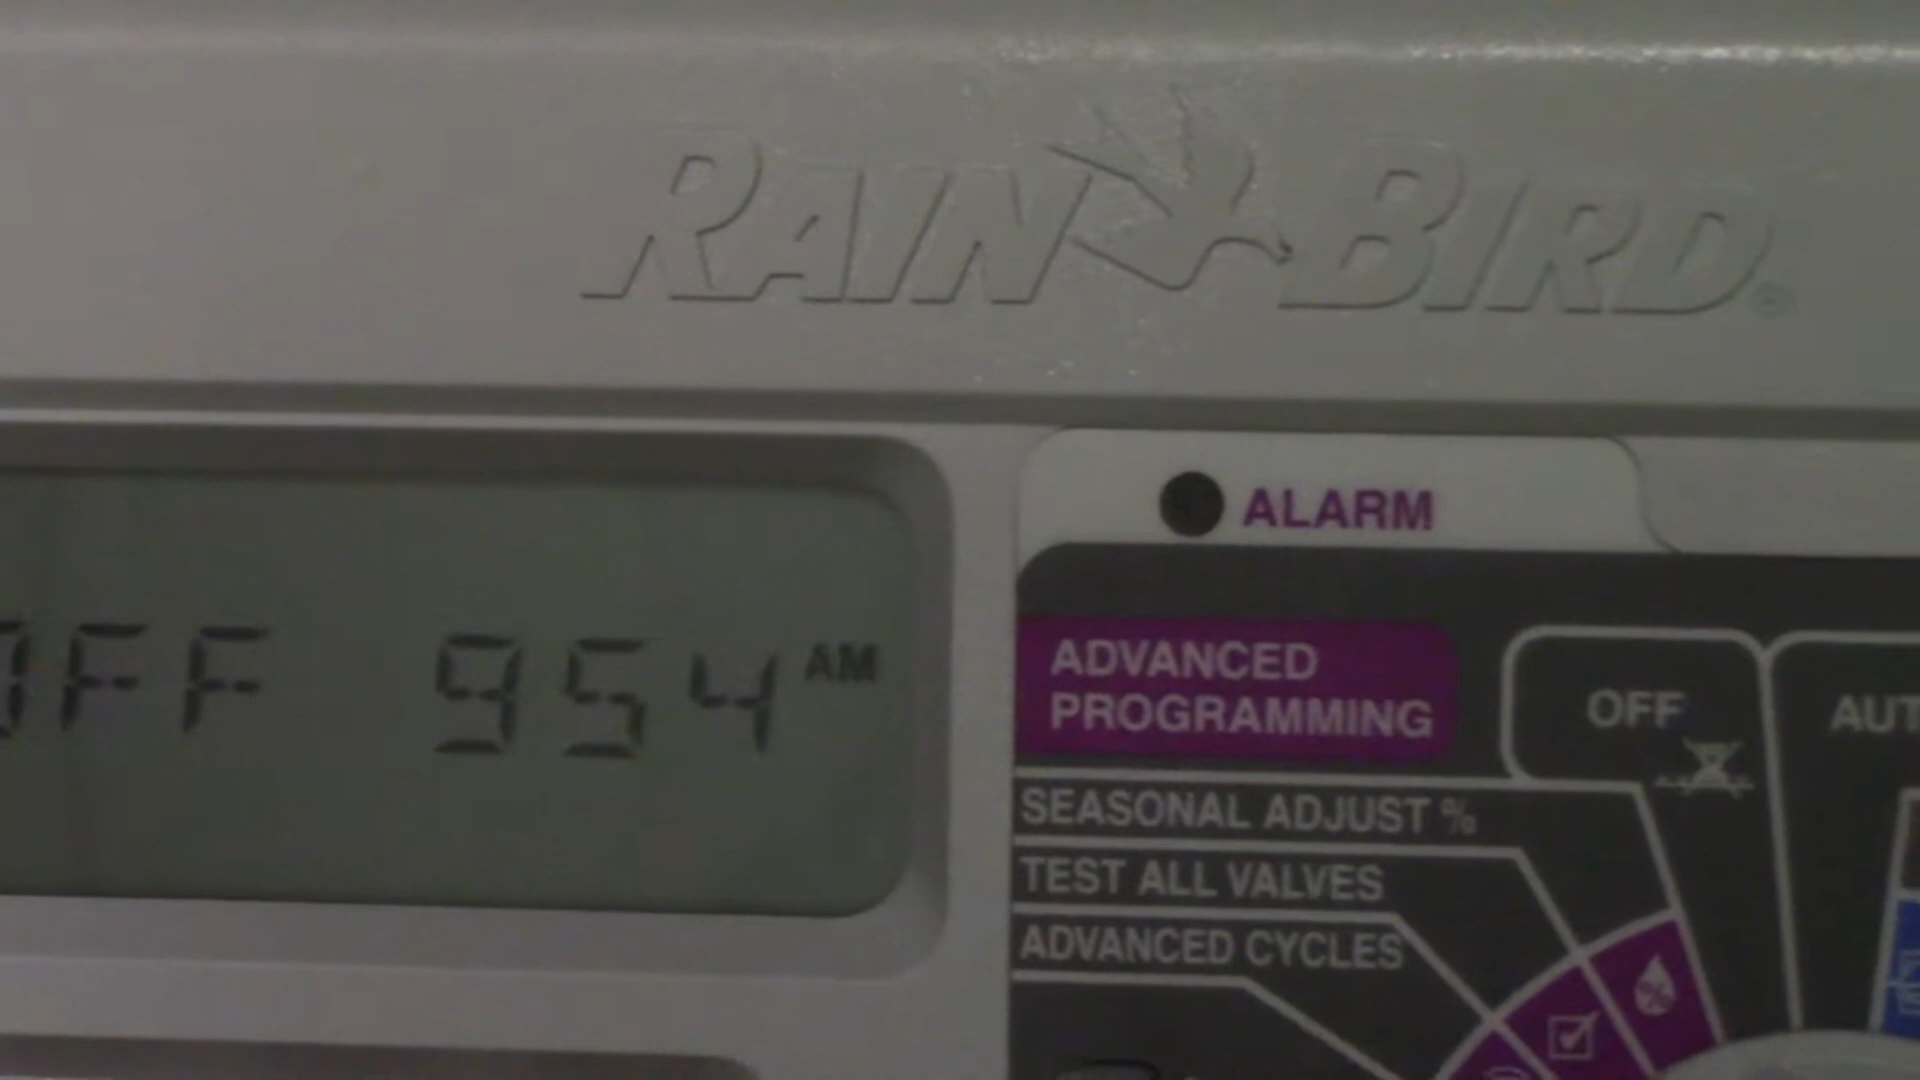 RAIN BIRD®
ALARM
OFF 954 AM
ADVANCED
PROGRAMMING
OFF
SEASONAL ADJUST %
TEST ALL VALVES
ADVANCED CYCLES
%